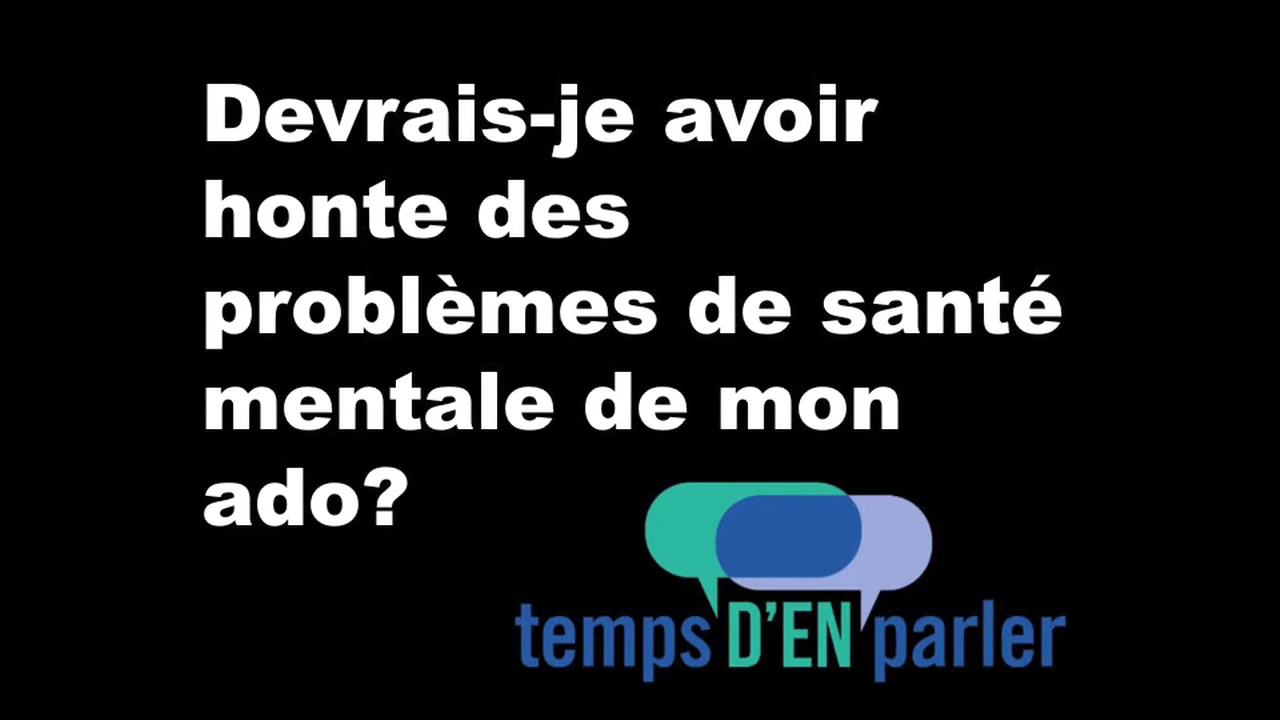 Devrais-je avoir
honte des
problèmes de santé
mentale de mon
ado?
temps D'EN parler